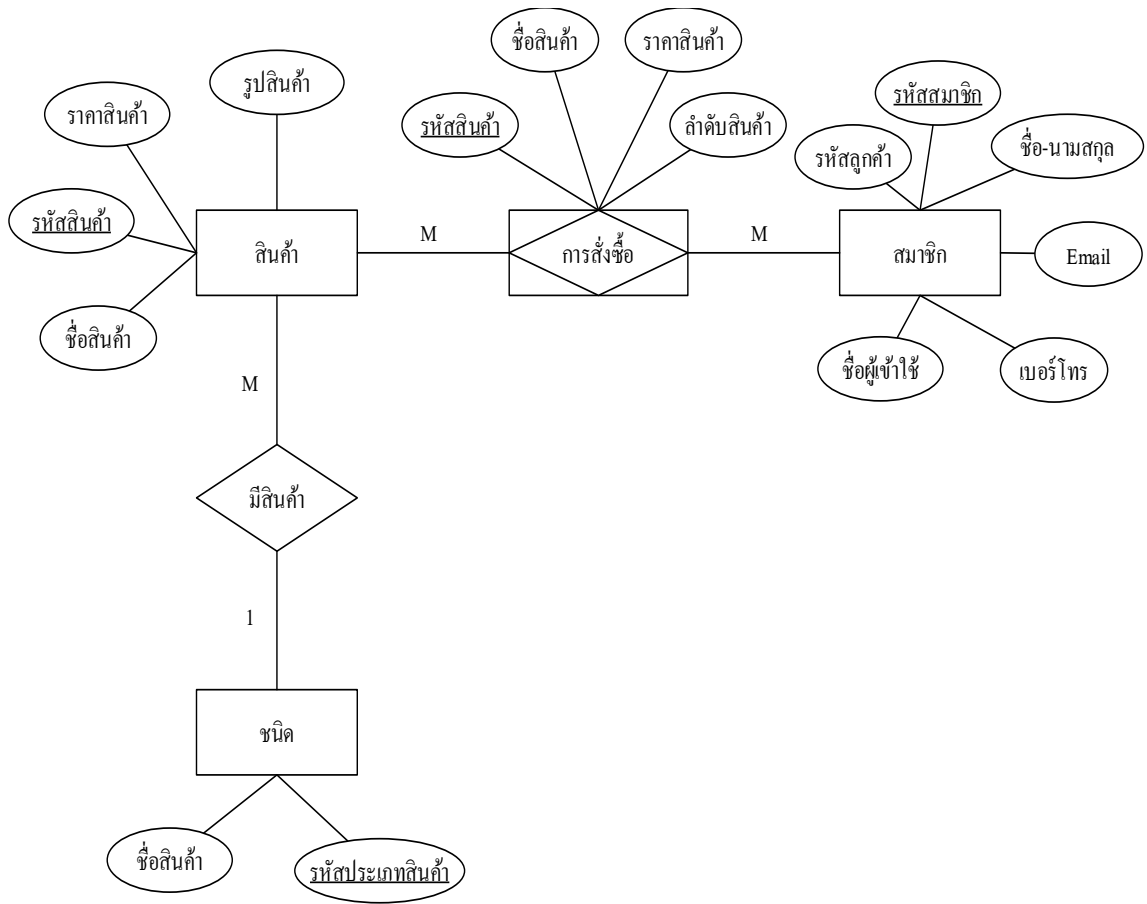 ชื่อสินค้า
ราคาสินค้า
รูปสินค้า
รหัสสมาชิก
ราคาสินค้า
รหัสสินค้า
ลำดับสินค้า
ชื่อ-นามสกุล
รหัสลูกค้า
รหัสสินค้า
M
M
สินค้า
การสั่งซื้อ
สมาชิก
Email
ชื่อสินค้า
ชื่อผู้เข้าใช้
เบอร์โทร
M
มีสินค้า
1
ชนิด
ชื่อสินค้า
รหัสประเภทสินค้า